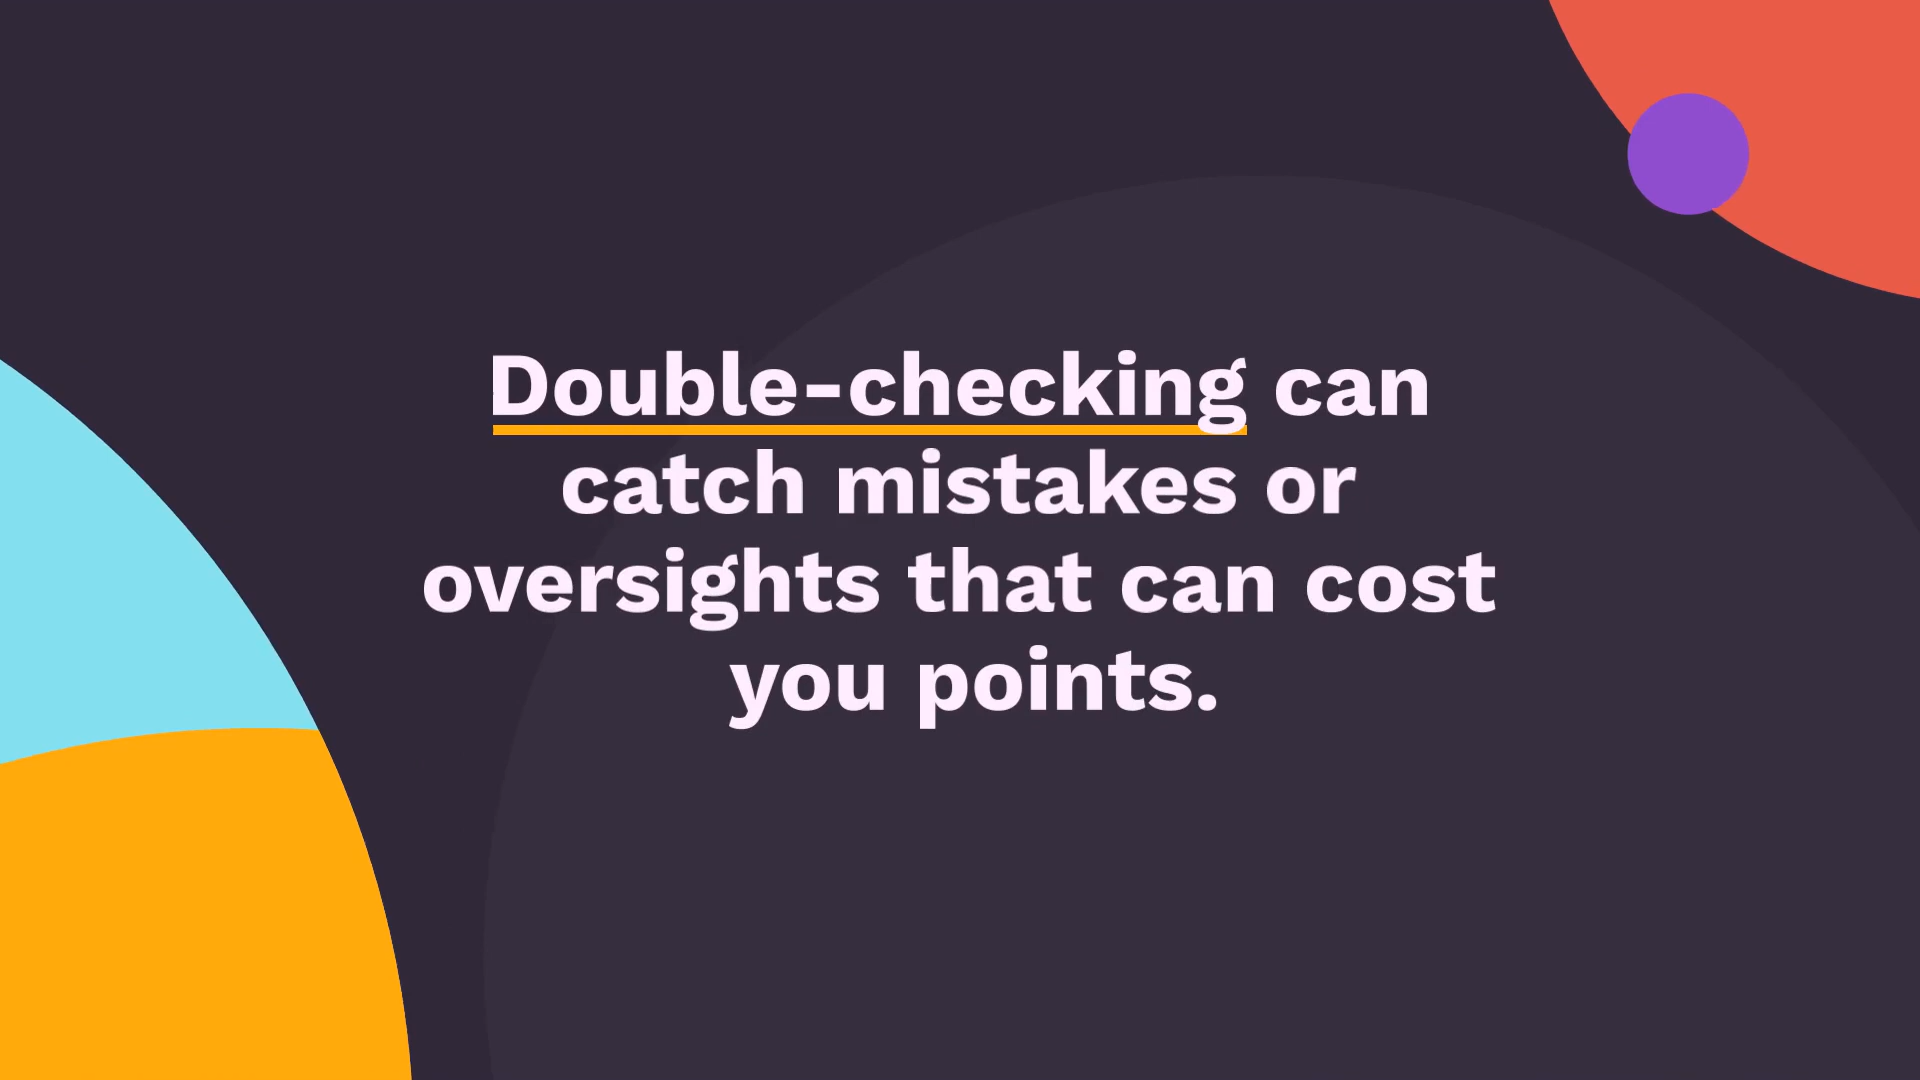 Double-checking can
catch mistakes or
oversights that can cost
you points.